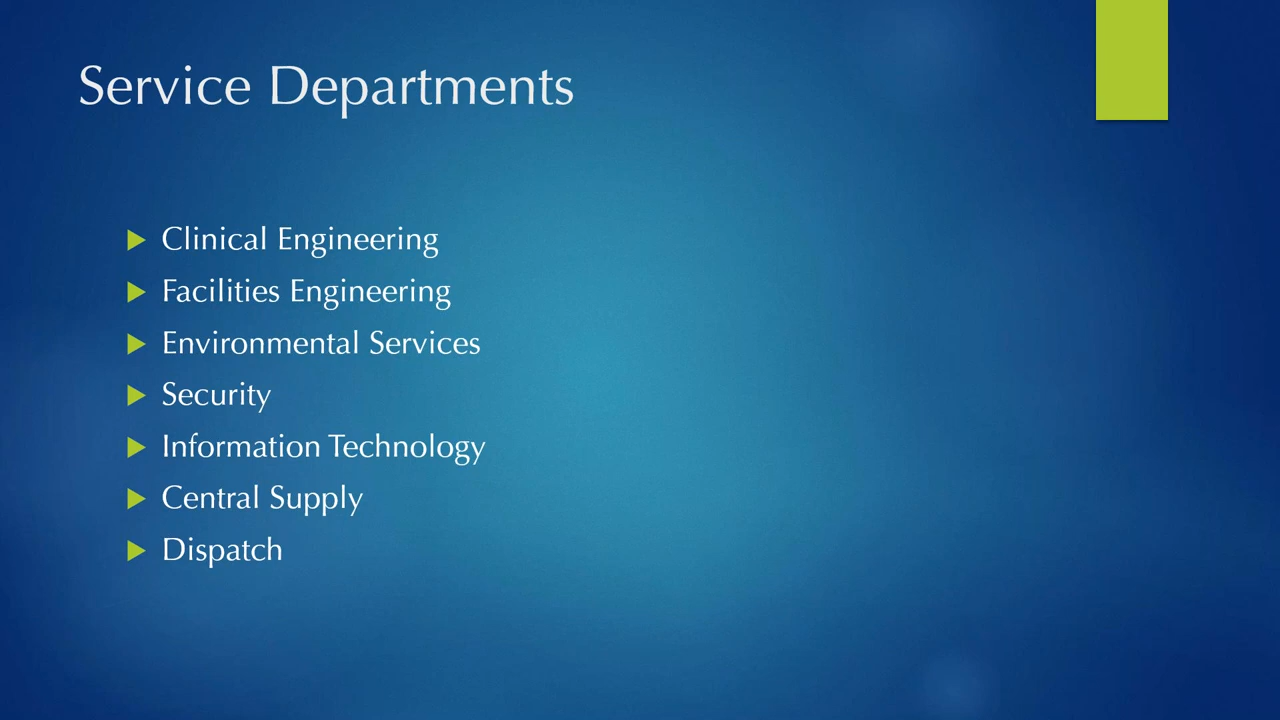 Service Departments
Clinical Engineering
Facilities Engineering
Environmental Services
Security
Information Technology
Central Supply
Dispatch